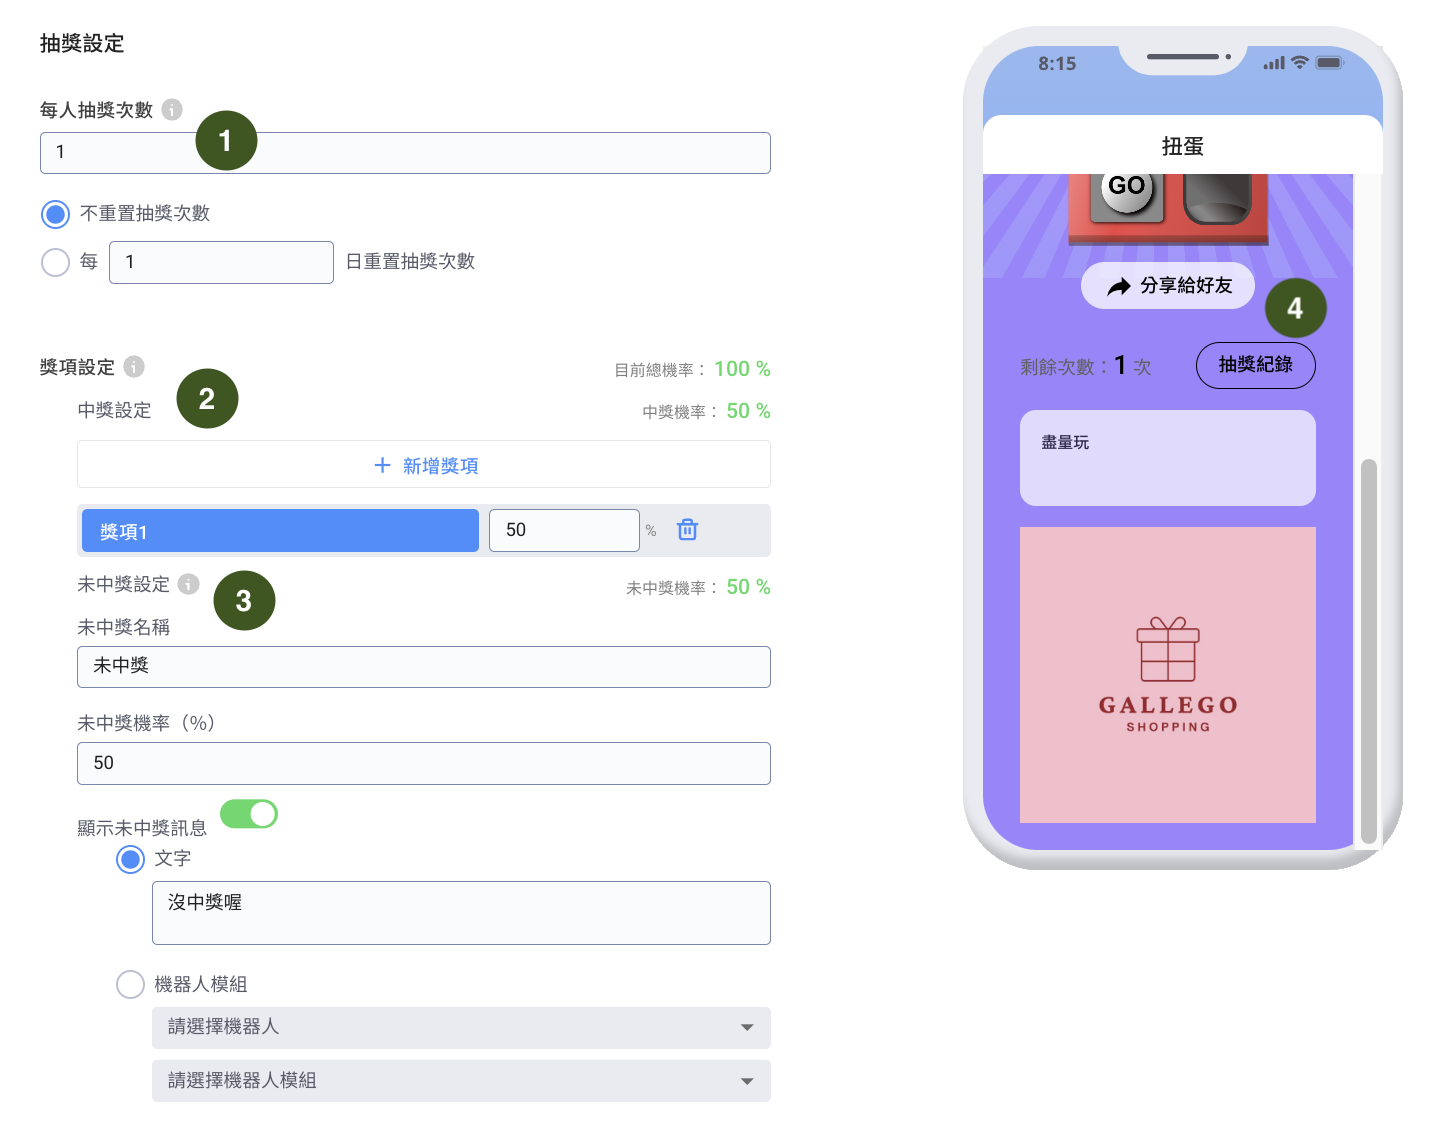 抽獎設定
每人抽獎次數 i
1
1
不重置抽獎次數
每 1 日重置抽獎次數
獎項設定 i
目前總機率： 100 %
2
中獎設定
中獎機率： 50 %
+ 新增獎項
獎項1 50 %
未中獎設定 i
未中獎機率： 50 %
3
未中獎名稱
未中獎
未中獎機率（%）
50
顯示未中獎訊息
文字
沒中獎喔
機器人模組
請選擇機器人
請選擇機器人模組
8:15
扭蛋
GO
分享給好友
4
剩餘次數：1 次
抽獎紀錄
盡量玩
GALLEGO
SHOPPING